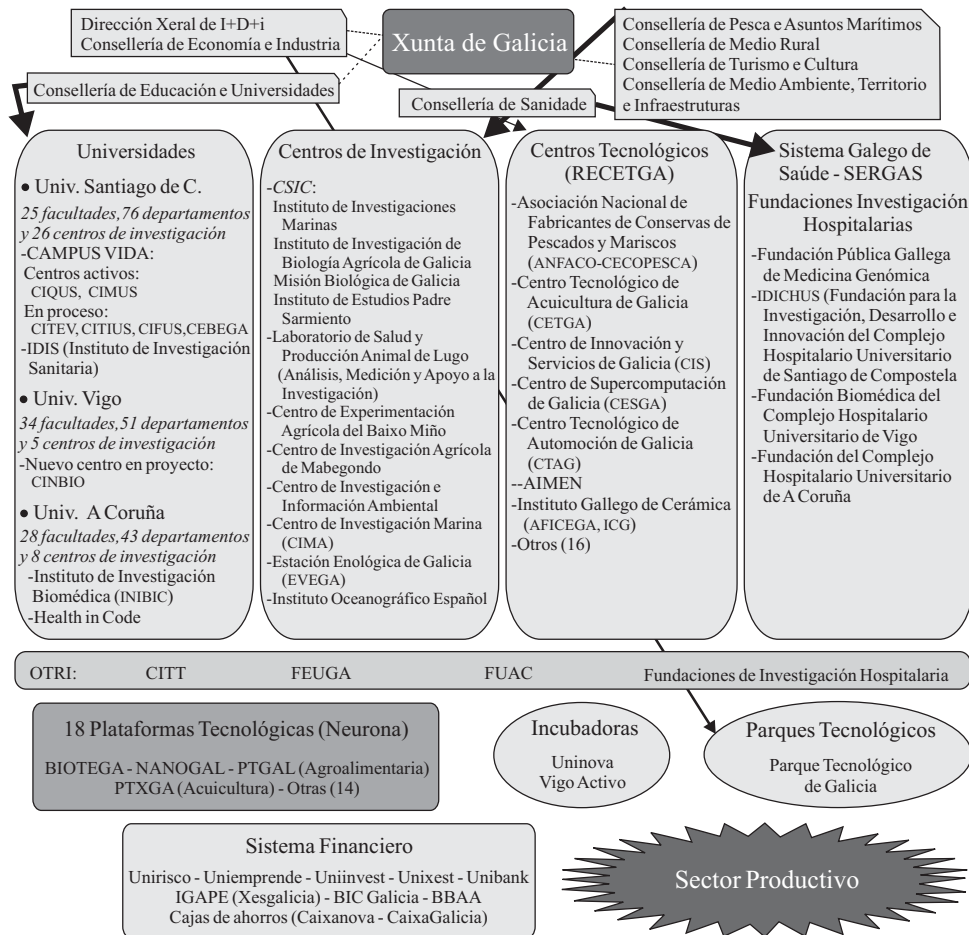 Dirección Xeral de I+D+i
Consellería de Economía e Industria
Xunta de Galicia
Consellería de Pesca e Asuntos Marítimos
Consellería de Medio Rural
Consellería de Turismo e Cultura
Consellería de Medio Ambiente, Territorio
e Infraestruturas
Consellería de Educación e Universidades
Consellería de Sanidade
Universidades
• Univ. Santiago de C.
25 facultades,76 departamentos
y 26 centros de investigación
-CAMPUS VIDA:
Centros activos:
CIQUS, CIMUS
En proceso:
CITEV, CITIUS, CIFUS,CEBEGA
-IDIS (Instituto de Investigación
Sanitaria)
• Univ. Vigo
34 facultades,51 departamentos
y 5 centros de investigación
-Nuevo centro en proyecto:
CINBIO
• Univ. A Coruña
28 facultades,43 departamentos
y 8 centros de investigación
-Instituto de Investigación
Biomédica (INIBIC)
-Health in Code
Centros de Investigación
-CSIC:
Instituto de Investigaciones
Marinas
Instituto de Investigación de
Biología Agrícola de Galicia
Misión Biológica de Galicia
Instituto de Estudios Padre
Sarmiento
-Laboratorio de Salud y
Producción Animal de Lugo
(Análisis, Medición y Apoyo a la
Investigación)
-Centro de Experimentación
Agrícola del Baixo Miño
-Centro de Investigación Agrícola
de Mabegondo
-Centro de Investigación e
Información Ambiental
-Centro de Investigación Marina
(CIMA)
-Estación Enológica de Galicia
(EVEGA)
-Instituto Oceanográfico Español
Centros Tecnológicos
(RECETGA)
-Asociación Nacional de
Fabricantes de Conservas de
Pescados y Mariscos
(ANFACO-CECOPESCA)
-Centro Tecnológico de
Acuicultura de Galicia
(CETGA)
-Centro de Innovación y
Servicios de Galicia (CIS)
-Centro de Supercomputación
de Galicia (CESGA)
-Centro Tecnológico de
Automoción de Galicia
(CTAG)
--AIMEN
-Instituto Gallego de Cerámica
(AFICEGA, ICG)
-Otros (16)
Sistema Galego de
Saúde - SERGAS
Fundaciones Investigación
Hospitalarias
-Fundación Pública Gallega
de Medicina Genómica
-IDICHUS (Fundación para la
Investigación, Desarrollo e
Innovación del Complejo
Hospitalario Universitario
de Santiago de Compostela
-Fundación Biomédica del
Complejo Hospitalario
Universitario de Vigo
-Fundación del Complejo
Hospitalario Universitario
de A Coruña
OTRI: CITT FEUGA FUAC Fundaciones de Investigación Hospitalaria
18 Plataformas Tecnológicas (Neurona)
BIOTEGA - NANOGAL - PTGAL (Agroalimentaria)
PTXGA (Acuicultura) - Otras (14)
Incubadoras
Uninova
Vigo Activo
Parques Tecnológicos
Parque Tecnológico
de Galicia
Sistema Financiero
Unirisco - Uniemprende - Uniinvest - Unixest - Unibank
IGAPE (Xesgalicia) - BIC Galicia - BBAA
Cajas de ahorros (Caixanova - CaixaGalicia)
Sector Productivo